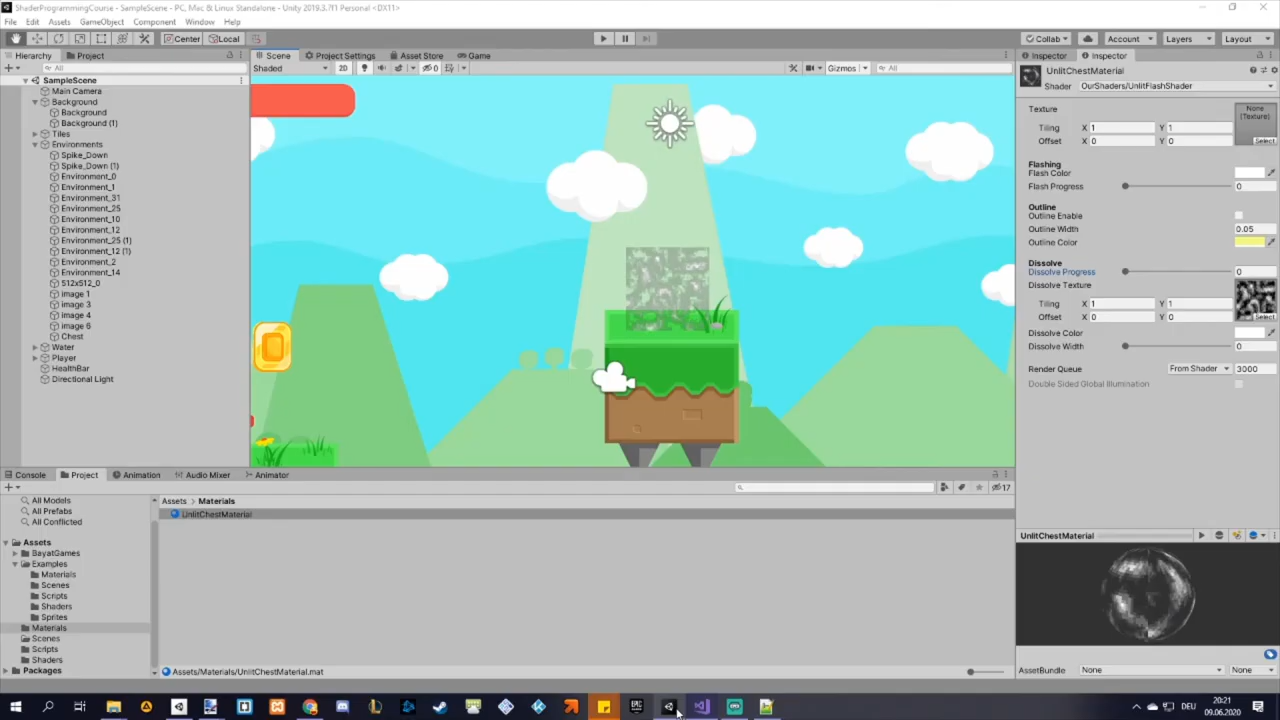 ShaderProgrammingCourse - SampleScene - PC, Mac & Linux Standalone - Unity 2019.3.7f1 Personal <DX11>
File Edit Assets GameObject Component Window Help
Center Local Collab Account Layers Layout
Hierarchy Project
All
SampleScene
Main Camera
Background
Background
Background (1)
Tiles
Environments
Spike_Down
Spike_Down (1)
Environment_0
Environment_1
Environment_31
Environment_25
Environment_10
Environment_12
Environment_25 (1)
Environment_12 (1)
Environment_2
Environment_14
512x512_0
image 1
image 3
image 4
image 6
Chest
Water
Player
HealthBar
Directional Light
Scene Project Settings Asset Store Game
Shaded 2D 0 Gizmos All
Inspector Inspector
UnlitChestMaterial
Shader OurShaders/UnlitFlashShader
Texture None (Texture)
Tiling X 1 Y 1
Offset X 0 Y 0 Select
Flashing
Flash Color
Flash Progress 0
Outline
Outline Enable
Outline Width 0.05
Outline Color
Dissolve
Dissolve Progress 0
Dissolve Texture
Tiling X 1 Y 1
Offset X 0 Y 0 Select
Dissolve Color
Dissolve Width 0
Render Queue From Shader 3000
Double Sided Global Illumination
Console Project Animation Audio Mixer Animator
17
All Models
All Prefabs
All Conflicted
Assets
BayatGames
Examples
Materials
Scenes
Scripts
Shaders
Sprites
Materials
Scenes
Scripts
Shaders
Packages
Assets > Materials
UnlitChestMaterial
Assets/Materials/UnlitChestMaterial.mat
UnlitChestMaterial
AssetBundle None None
DEU
20:21
09.06.2020